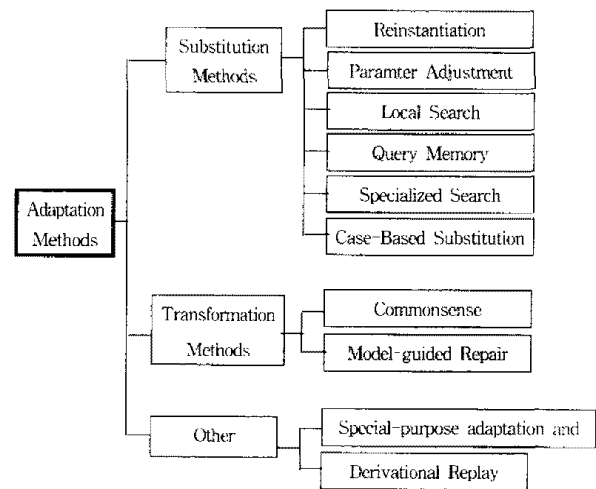 Substitution
Methods
Reinstantiation
Paramter Adjustment
Local Search
Query Memory
Specialized Search
Case-Based Substitution
Adaptation
Methods
Transformation
Methods
Commonsense
Model-guided Repair
Other
Special-purpose adaptation and
Derivational Replay